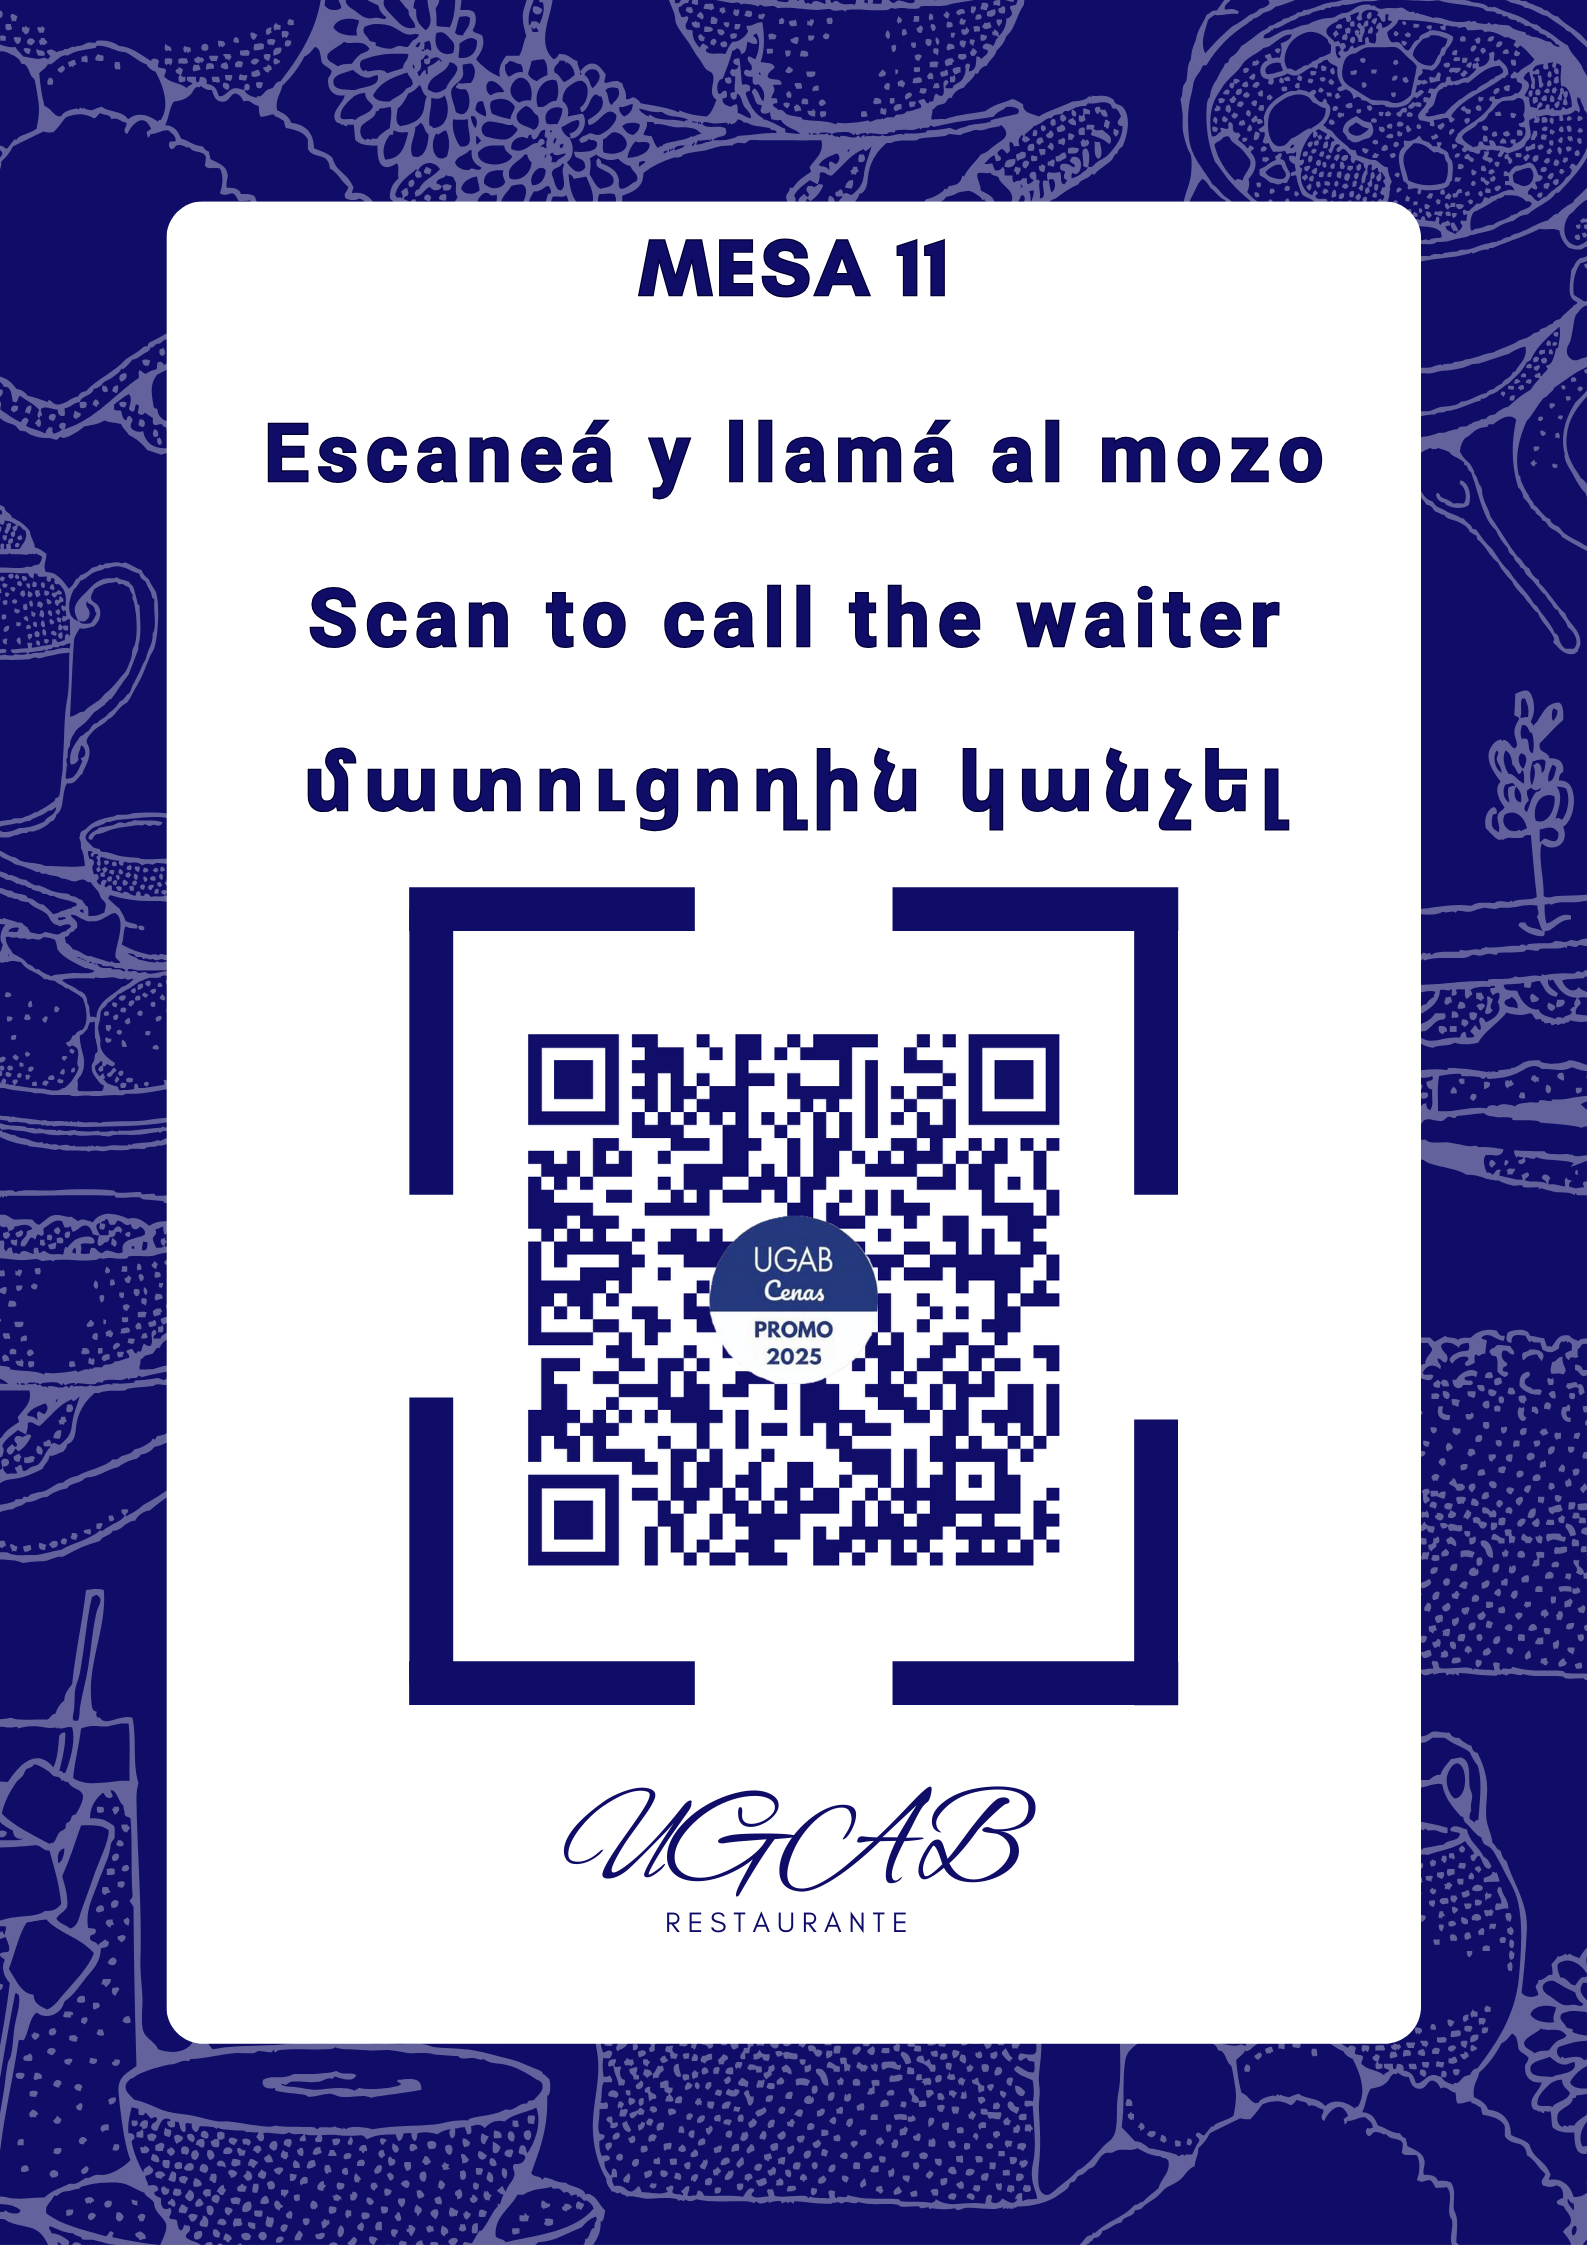 MESA 11
Escaneá y llamá al mozo
Scan to call the waiter
մատուցողին կանչել
UGAB
Cenas
PROMO
2025
UGAB
RESTAURANTE